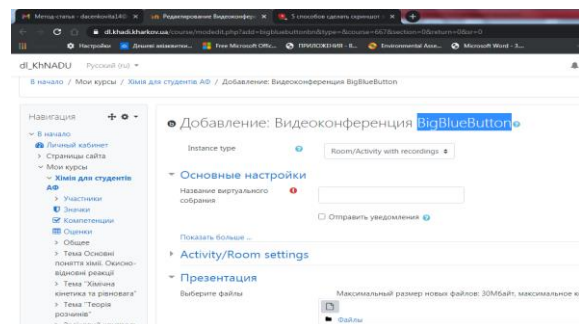 Метод-статья - dacenkovita140
Редактирование: Видеоконфер
5 способов сделать скриншот
dl.khadi.kharkov.ua/course/modedit.php?add=bigbluebuttonbn&type=&course=667&section=0&return=0&sr=0
Настройки
Free Microsoft Offic...
ПРИЛОЖЕНИЯ - В...
Environmental Asse...
Microsoft Word - 3...
dl_KhNADU Русский (ru)
В начало / Мои курсы / Хімія для студентів АФ / Добавление: Видеоконференция BigBlueButton
Навигация
В начало
Личный кабинет
Страницы сайта
Мои курсы
Хімія для студентів
АФ
Участники
Значки
Компетенции
Оценки
Общее
Тема Основні
поняття хімії. Окисно-
відновні реакції
Тема "Хімічна
кінетика та рівновага"
Тема "Теорія
розчинів"
Добавление: Видеоконференция BigBlueButton
Instance type
Room/Activity with recordings
Основные настройки
Название виртуального
собрания
Отправить уведомления
Показать больше ...
Activity/Room settings
Презентация
Выберите файлы
Максимальный размер новых файлов: 30Мбайт, максимальное
Файлы